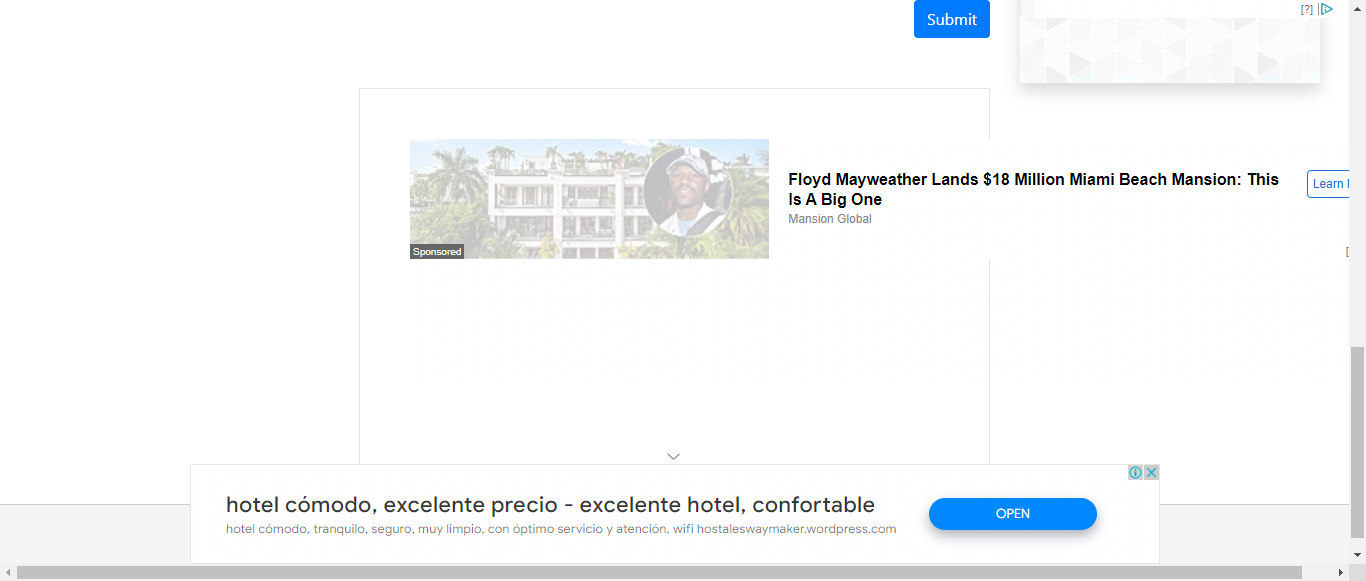 Submit
[?]
Floyd Mayweather Lands $18 Million Miami Beach Mansion: This
Is A Big One
Mansion Global
Learn
Sponsored
hotel cómodo, excelente precio - excelente hotel, confortable
hotel cómodo, tranquilo, seguro, muy limpio, con óptimo servicio y atención, wifi hostaleswaymaker.wordpress.com
OPEN